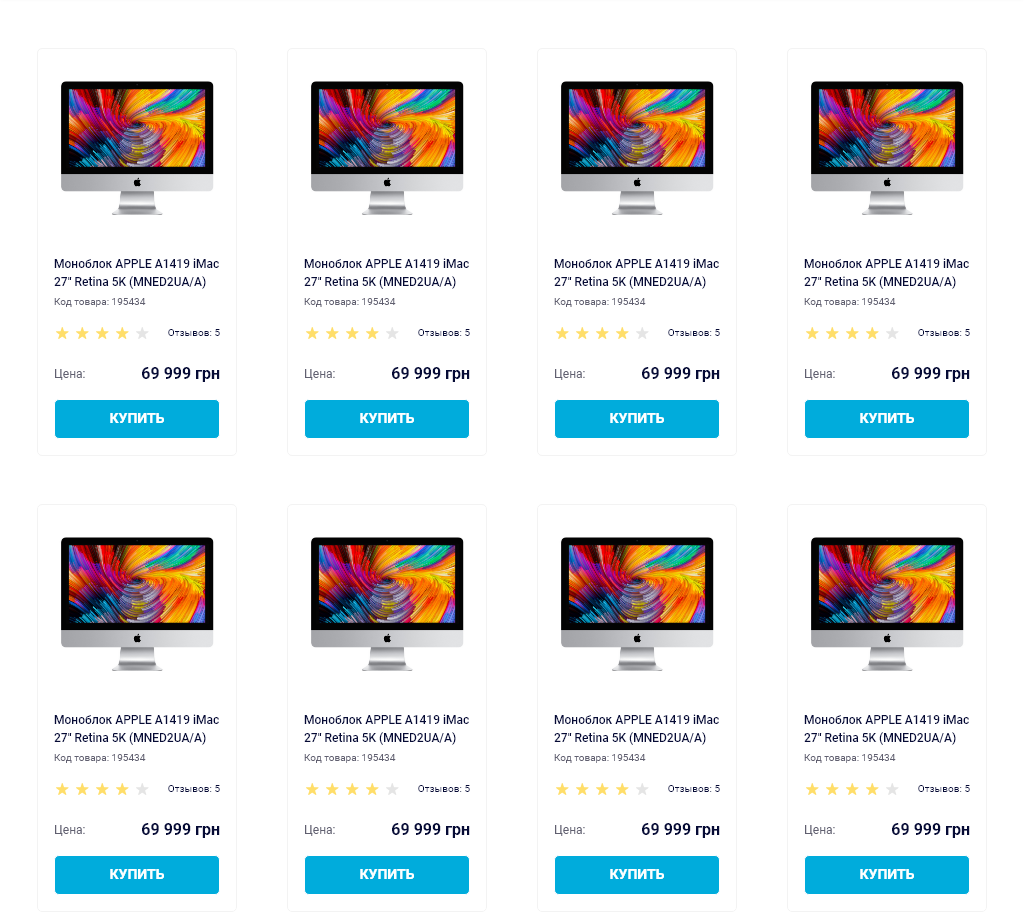 Моноблок APPLE A1419 iMac
27" Retina 5K (MNED2UA/A)
Код товара: 195434
Отзывов: 5
Цена: 69 999 грн
КУПИТЬ
Моноблок APPLE A1419 iMac
27" Retina 5K (MNED2UA/A)
Код товара: 195434
Отзывов: 5
Цена: 69 999 грн
КУПИТЬ
Моноблок APPLE A1419 iMac
27" Retina 5K (MNED2UA/A)
Код товара: 195434
Отзывов: 5
Цена: 69 999 грн
КУПИТЬ
Моноблок APPLE A1419 iMac
27" Retina 5K (MNED2UA/A)
Код товара: 195434
Отзывов: 5
Цена: 69 999 грн
КУПИТЬ
Моноблок APPLE A1419 iMac
27" Retina 5K (MNED2UA/A)
Код товара: 195434
Отзывов: 5
Цена: 69 999 грн
КУПИТЬ
Моноблок APPLE A1419 iMac
27" Retina 5K (MNED2UA/A)
Код товара: 195434
Отзывов: 5
Цена: 69 999 грн
КУПИТЬ
Моноблок APPLE A1419 iMac
27" Retina 5K (MNED2UA/A)
Код товара: 195434
Отзывов: 5
Цена: 69 999 грн
КУПИТЬ
Моноблок APPLE A1419 iMac
27" Retina 5K (MNED2UA/A)
Код товара: 195434
Отзывов: 5
Цена: 69 999 грн
КУПИТЬ